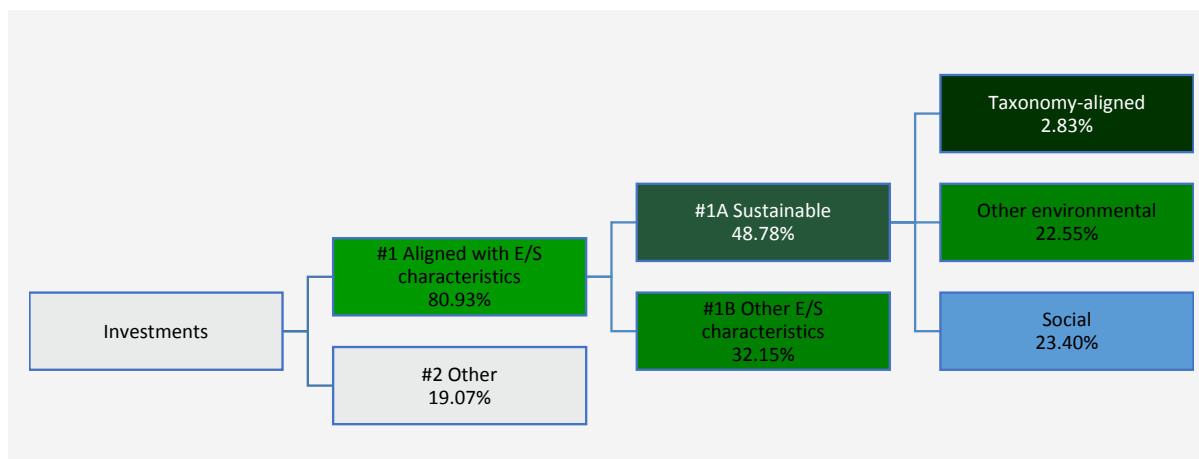 Investments
#1 Aligned with E/S
characteristics
80.93%
#2 Other
19.07%
#1A Sustainable
48.78%
#1B Other E/S
characteristics
32.15%
Taxonomy-aligned
2.83%
Other environmental
22.55%
Social
23.40%